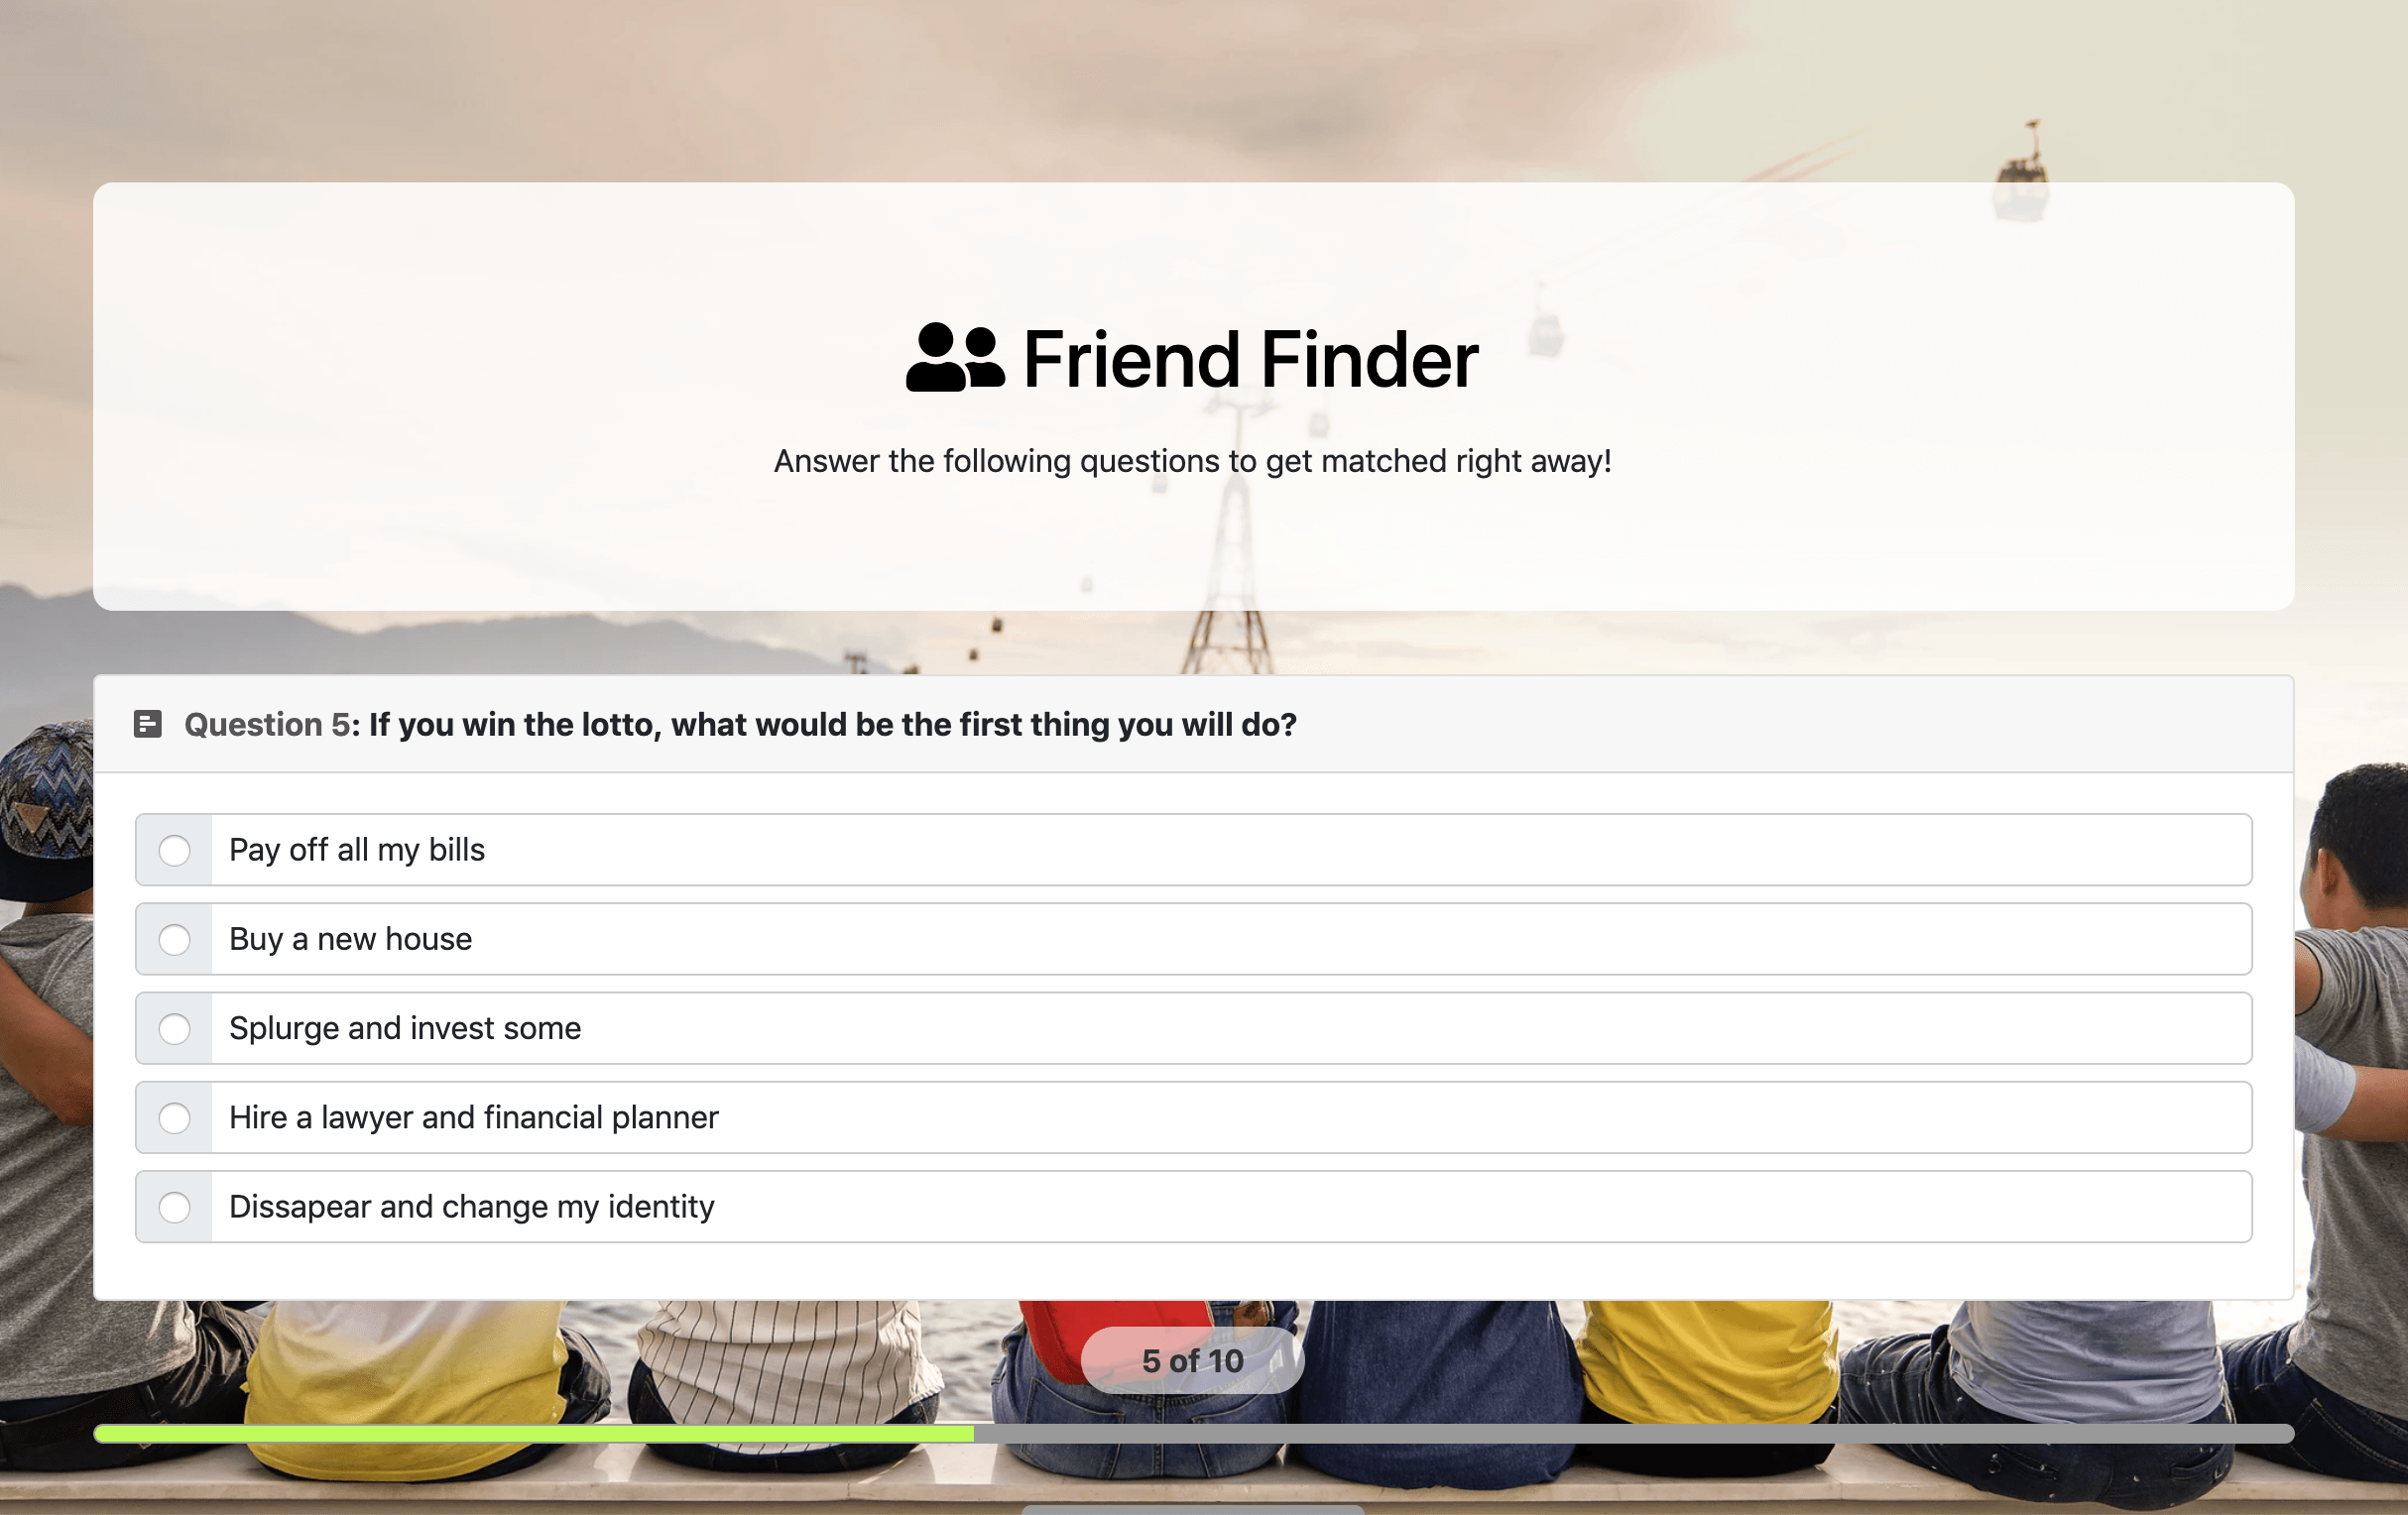 Friend Finder
Answer the following questions to get matched right away!
Question 5: If you win the lotto, what would be the first thing you will do?
Pay off all my bills
Buy a new house
Splurge and invest some
Hire a lawyer and financial planner
Dissapear and change my identity
5 of 10